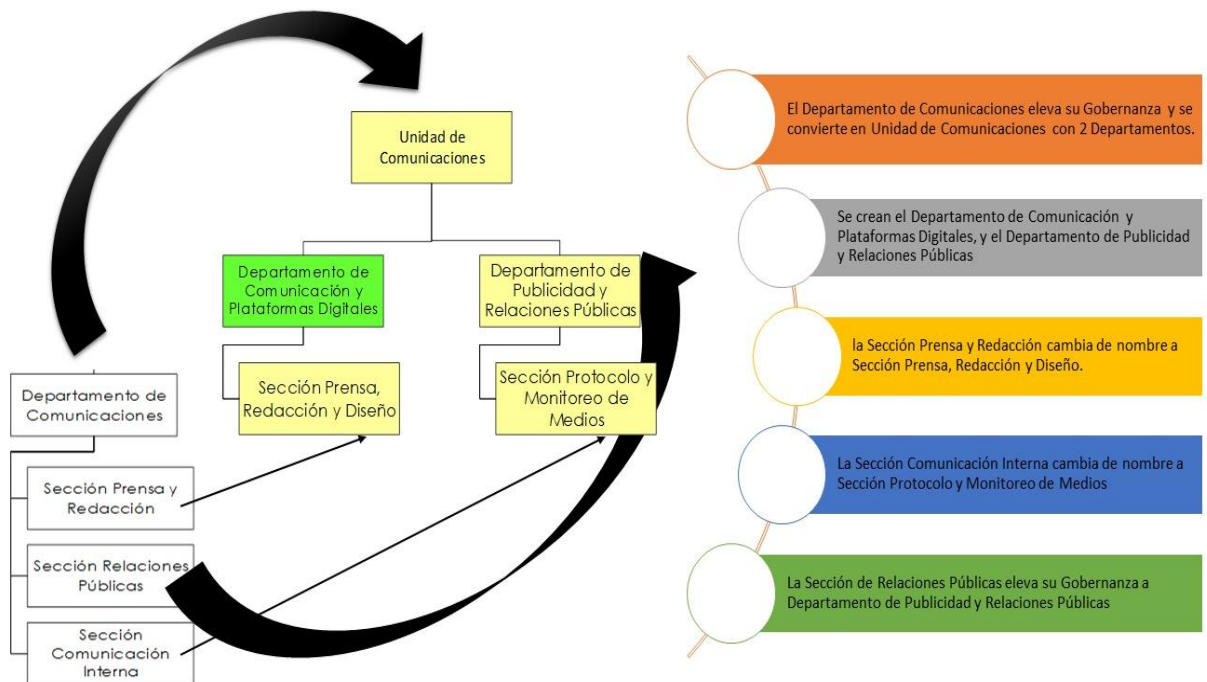 Unidad de
Comunicaciones
Departamento de
Comunicación y
Plataformas Digitales
Departamento de
Publicidad y
Relaciones Públicas
Sección Prensa,
Redacción y Diseño
Sección Protocolo y
Monitoreo de
Medios
Departamento de
Comunicaciones
Sección Prensa y
Redacción
Sección Relaciones
Públicas
Sección
Comunicación
Interna
El Departamento de Comunicaciones eleva su Gobernanza y se
convierte en Unidad de Comunicaciones con 2 Departamentos.
Se crean el Departamento de Comunicación y
Plataformas Digitales, y el Departamento de Publicidad
y Relaciones Públicas
la Sección Prensa y Redacción cambia de nombre a
Sección Prensa, Redacción y Diseño.
La Sección Comunicación Interna cambia de nombre a
Sección Protocolo y Monitoreo de Medios
La Sección de Relaciones Públicas eleva su Gobernanza a
Departamento de Publicidad y Relaciones Públicas